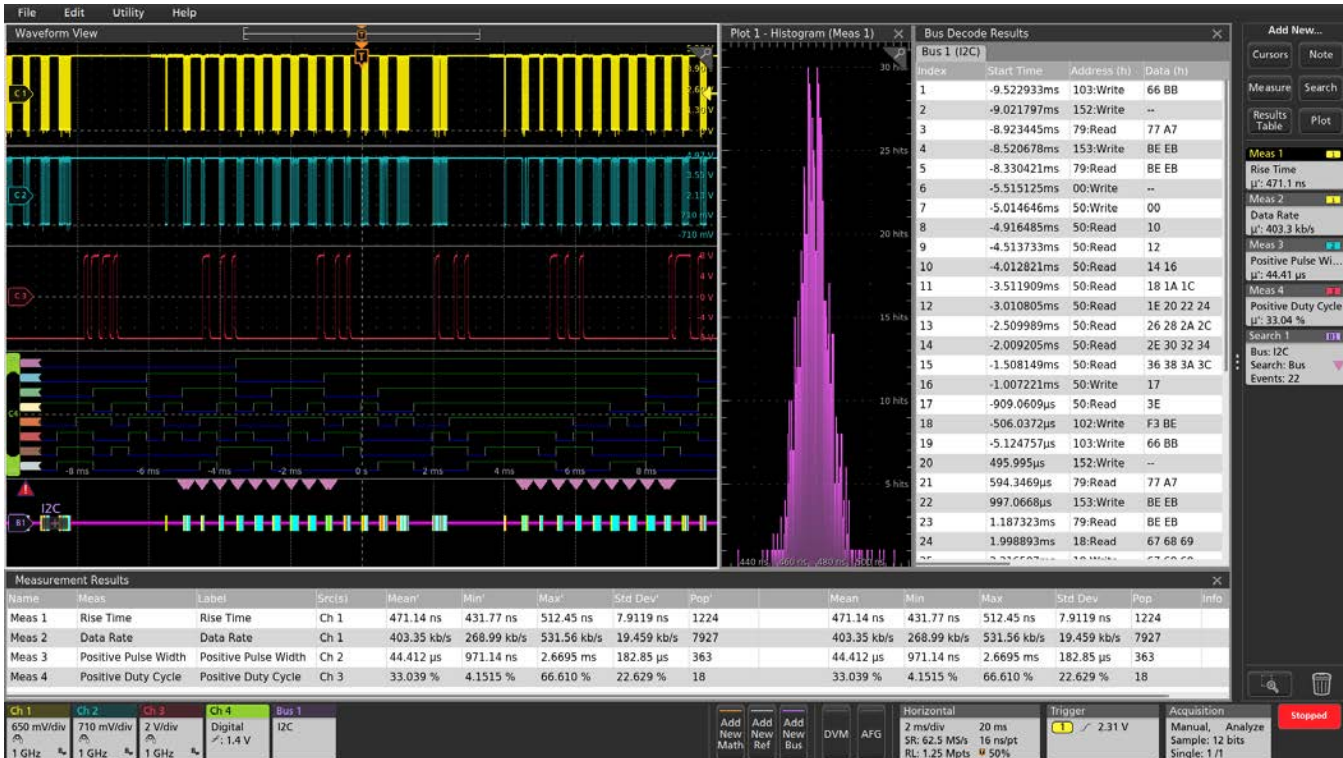 File Edit Utility Help
Waveform View
Plot 1 - Histogram (Meas 1)
Bus Decode Results
Add New...
Bus 1 (I2C)
Cursors Note
Index Start Time Address (h) Data (h)
1 -9.522933ms 103:Write 66 BB
2 -9.021797ms 152:Write --
3 -8.923445ms 79:Read 77 A7
4 -8.520678ms 153:Write BE EB
5 -8.330421ms 79:Read BE EB
6 -5.515125ms 00:Write --
7 -5.014646ms 50:Write 00
8 -4.916485ms 50:Read 10
9 -4.513733ms 50:Read 12
10 -4.012821ms 50:Read 14 16
11 -3.511909ms 50:Read 18 1A 1C
12 -3.010805ms 50:Read 1E 20 22 24
13 -2.509989ms 50:Read 26 28 2A 2C
14 -2.009205ms 50:Read 2E 30 32 34
15 -1.508149ms 50:Read 36 38 3A 3C
16 -1.007221ms 50:Write 17
17 -909.0609µs 50:Read 3E
18 -506.0372µs 102:Write F3 BE
19 -5.124757µs 103:Write 66 BB
20 495.995µs 152:Write --
21 594.3469µs 79:Read 77 A7
22 997.0668µs 153:Write BE EB
23 1.187323ms 79:Read BE EB
24 1.998893ms 18:Read 67 68 69
Measure Search
Results Table Plot
Meas 1 1
Rise Time
µ': 471.1 ns
Meas 2 1
Data Rate
µ': 403.3 kb/s
Meas 3 2
Positive Pulse Wi...
µ': 44.41 µs
Meas 4 3
Positive Duty Cycle
µ': 33.04 %
Search 1 B1
Bus: I2C
Search: Bus
Events: 22
T
T
C1
C2
-710 mV
710 mV
C3
4 V
0 V
-4 V
30 h
25 hits
20 hits
15 hits
10 hits
5 hits
440 ns 460 ns 480 ns 500 ns
-8 ms -6 ms -4 ms -2 ms 0 s 2 ms 4 ms 6 ms 8 ms
I2C
B1
Measurement Results
Name Meas Label Src(s) Mean' Min' Max' Std Dev' Pop' Mean Min Max Std Dev Pop Info
Meas 1 Rise Time Rise Time Ch 1 471.14 ns 431.77 ns 512.45 ns 7.9119 ns 1224 471.14 ns 431.77 ns 512.45 ns 7.9119 ns 1224
Meas 2 Data Rate Data Rate Ch 1 403.35 kb/s 268.99 kb/s 531.56 kb/s 19.459 kb/s 7927 403.35 kb/s 268.99 kb/s 531.56 kb/s 19.459 kb/s 7927
Meas 3 Positive Pulse Width Positive Pulse Width Ch 2 44.412 µs 971.14 ns 2.6695 ms 182.85 µs 363 44.412 µs 971.14 ns 2.6695 ms 182.85 µs 363
Meas 4 Positive Duty Cycle Positive Duty Cycle Ch 3 33.039 % 4.1515 % 66.610 % 22.629 % 18 33.039 % 4.1515 % 66.610 % 22.629 % 18
Ch 1
650 mV/div
1 GHz
Ch 2
710 mV/div
1 GHz
Ch 3
2 V/div
1 GHz
Ch 4
Digital
: 1.4 V
Bus 1
I2C
Add New Math
Add New Ref
Add New Bus
DVM
AFG
Horizontal
2 ms/div 20 ms
SR: 62.5 MS/s 16 ns/pt
RL: 1.25 Mpts 50%
Trigger
1 2.31 V
Acquisition
Manual, Analyze
Sample: 12 bits
Single: 1 /1
Stopped